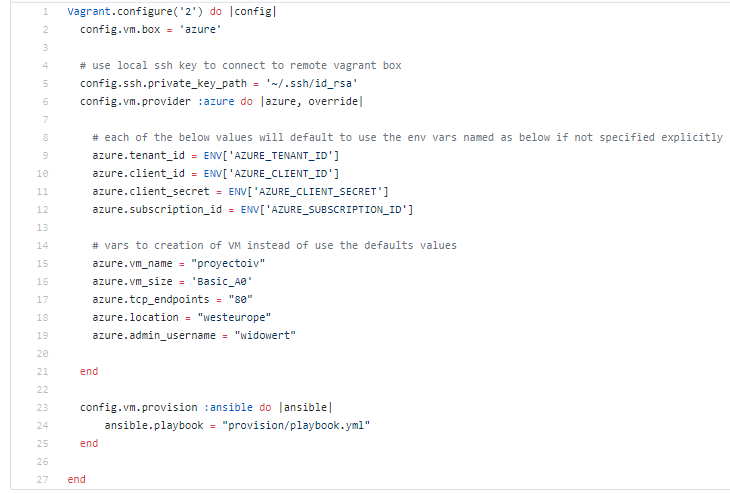 1 Vagrant.configure('2') do |config|
2   config.vm.box = 'azure'
3
4   # use local ssh key to connect to remote vagrant box
5   config.ssh.private_key_path = '~/.ssh/id_rsa'
6   config.vm.provider :azure do |azure, override|
7
8     # each of the below values will default to use the env vars named as below if not specified explicitly
9     azure.tenant_id = ENV['AZURE_TENANT_ID']
10     azure.client_id = ENV['AZURE_CLIENT_ID']
11     azure.client_secret = ENV['AZURE_CLIENT_SECRET']
12     azure.subscription_id = ENV['AZURE_SUBSCRIPTION_ID']
13
14     # vars to creation of VM instead of use the defaults values
15     azure.vm_name = "proyectoiv"
16     azure.vm_size = 'Basic_A0'
17     azure.tcp_endpoints = "80"
18     azure.location = "westeurope"
19     azure.admin_username = "widowert"
20
21   end
22
23   config.vm.provision :ansible do |ansible|
24       ansible.playbook = "provision/playbook.yml"
25   end
26
27 end